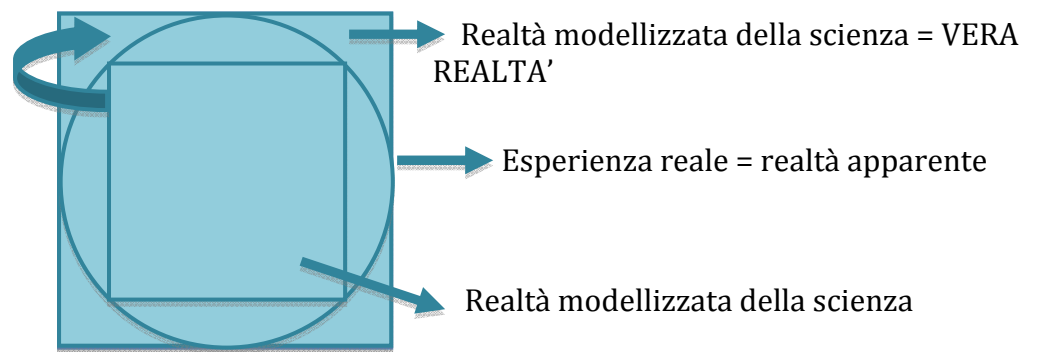 Realtà modellizzata della scienza = VERA
REALTA’
Esperienza reale = realtà apparente
Realtà modellizzata della scienza